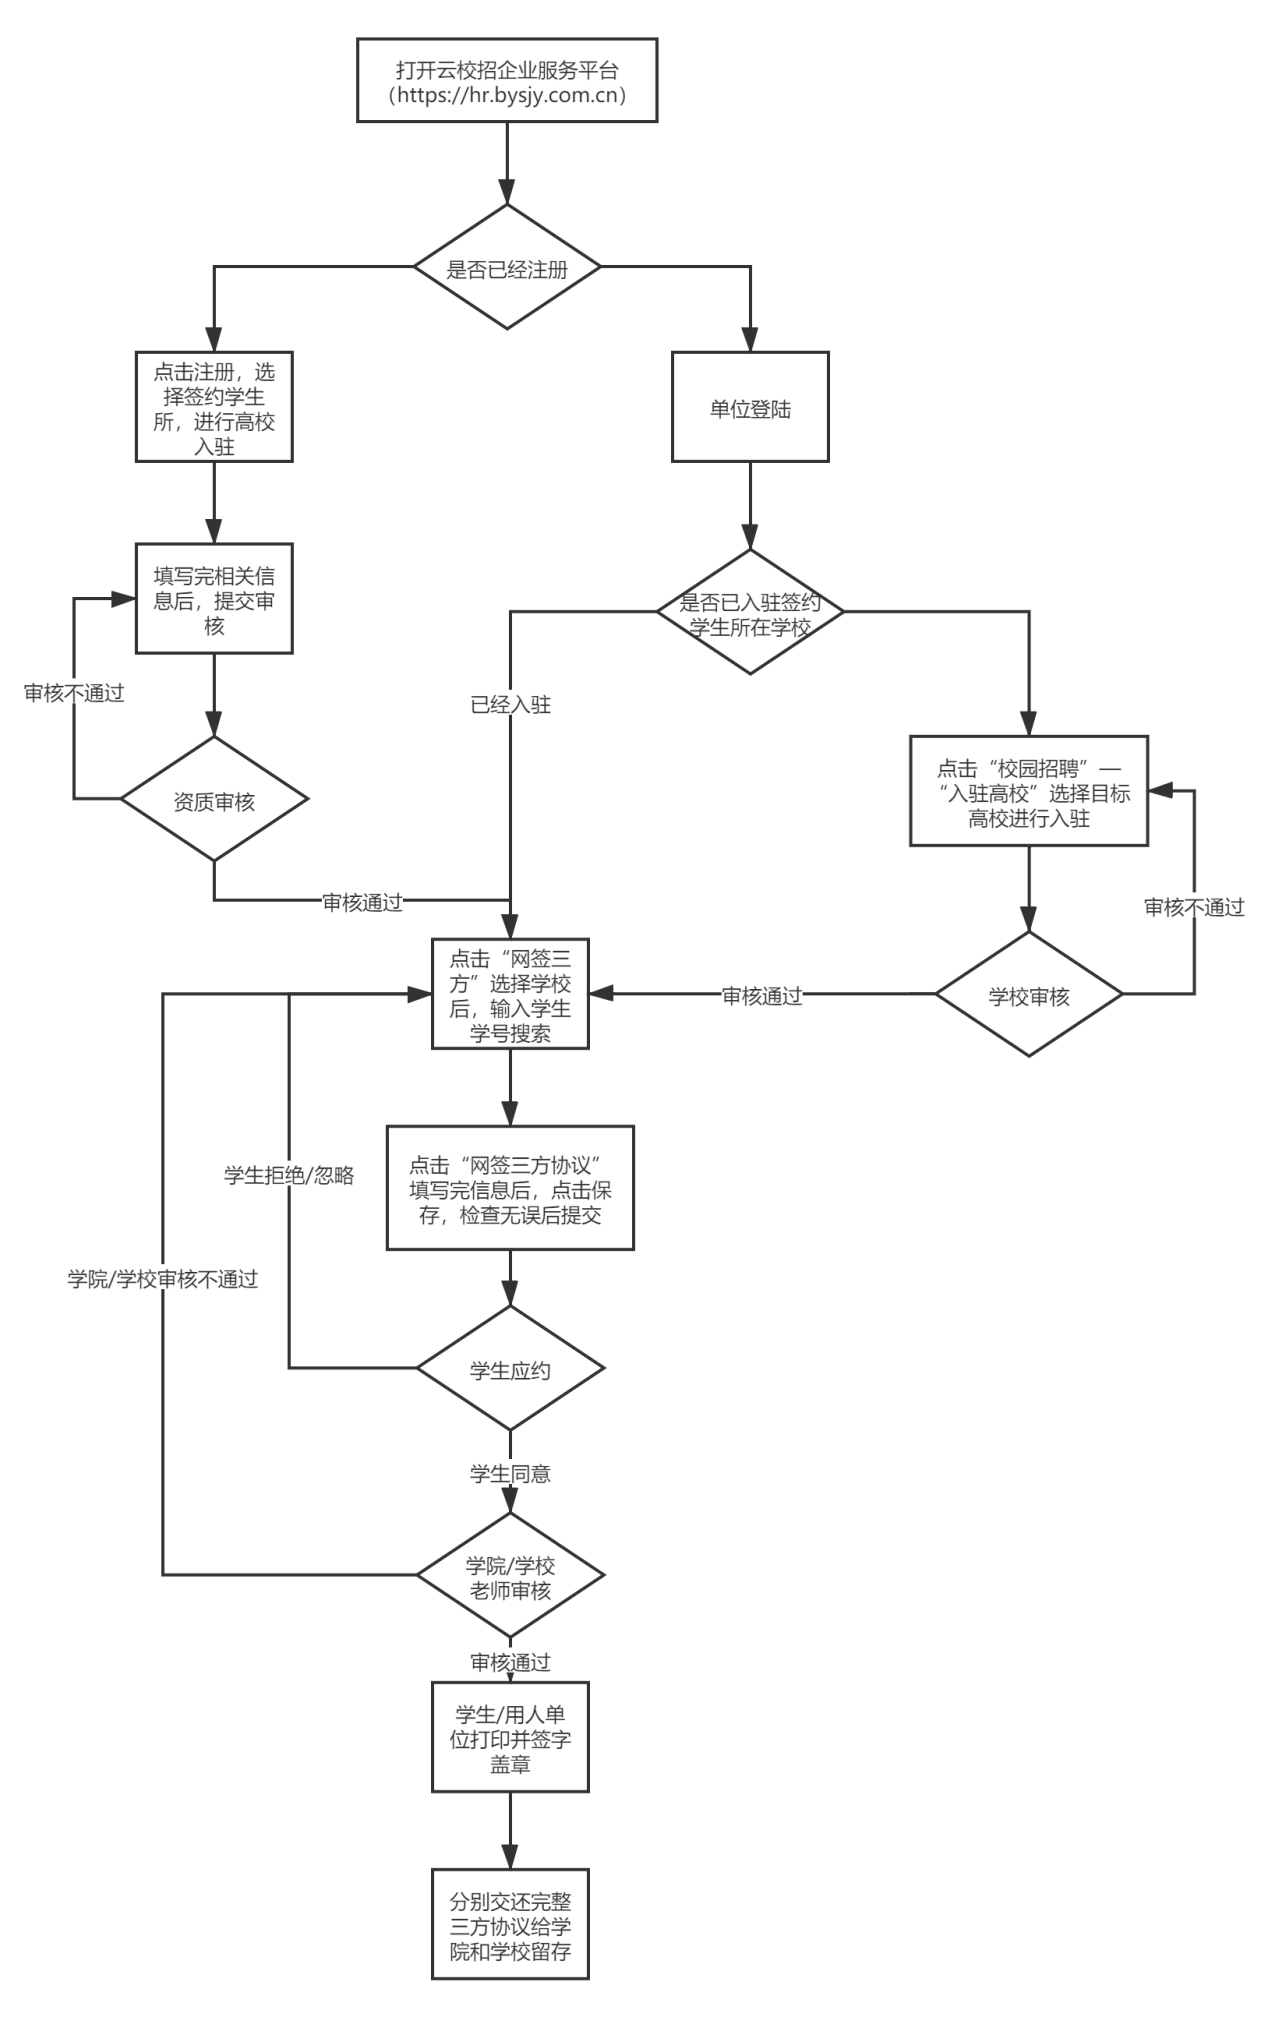 打开云校招企业服务平台
（https://hr.bysjy.com.cn）
是否已经注册
点击注册，选
择签约学生
所，进行高校
入驻
单位登陆
填写完相关信
息后，提交审
核
是否已入驻签约
学生所在学校
审核不通过
已经入驻
点击“校园招聘”—
“入驻高校”选择目标
高校进行入驻
资质审核
审核通过
审核不通过
点击“网签三
方”选择学校
后，输入学生
学号搜索
审核通过
学校审核
点击“网签三方协议”
填写完信息后，点击保
存，检查无误后提交
学生拒绝/忽略
学院/学校审核不通过
学生应约
学生同意
学院/学校
老师审核
审核通过
学生/用人单
位打印并签字
盖章
分别交还完整
三方协议给学
院和学校留存